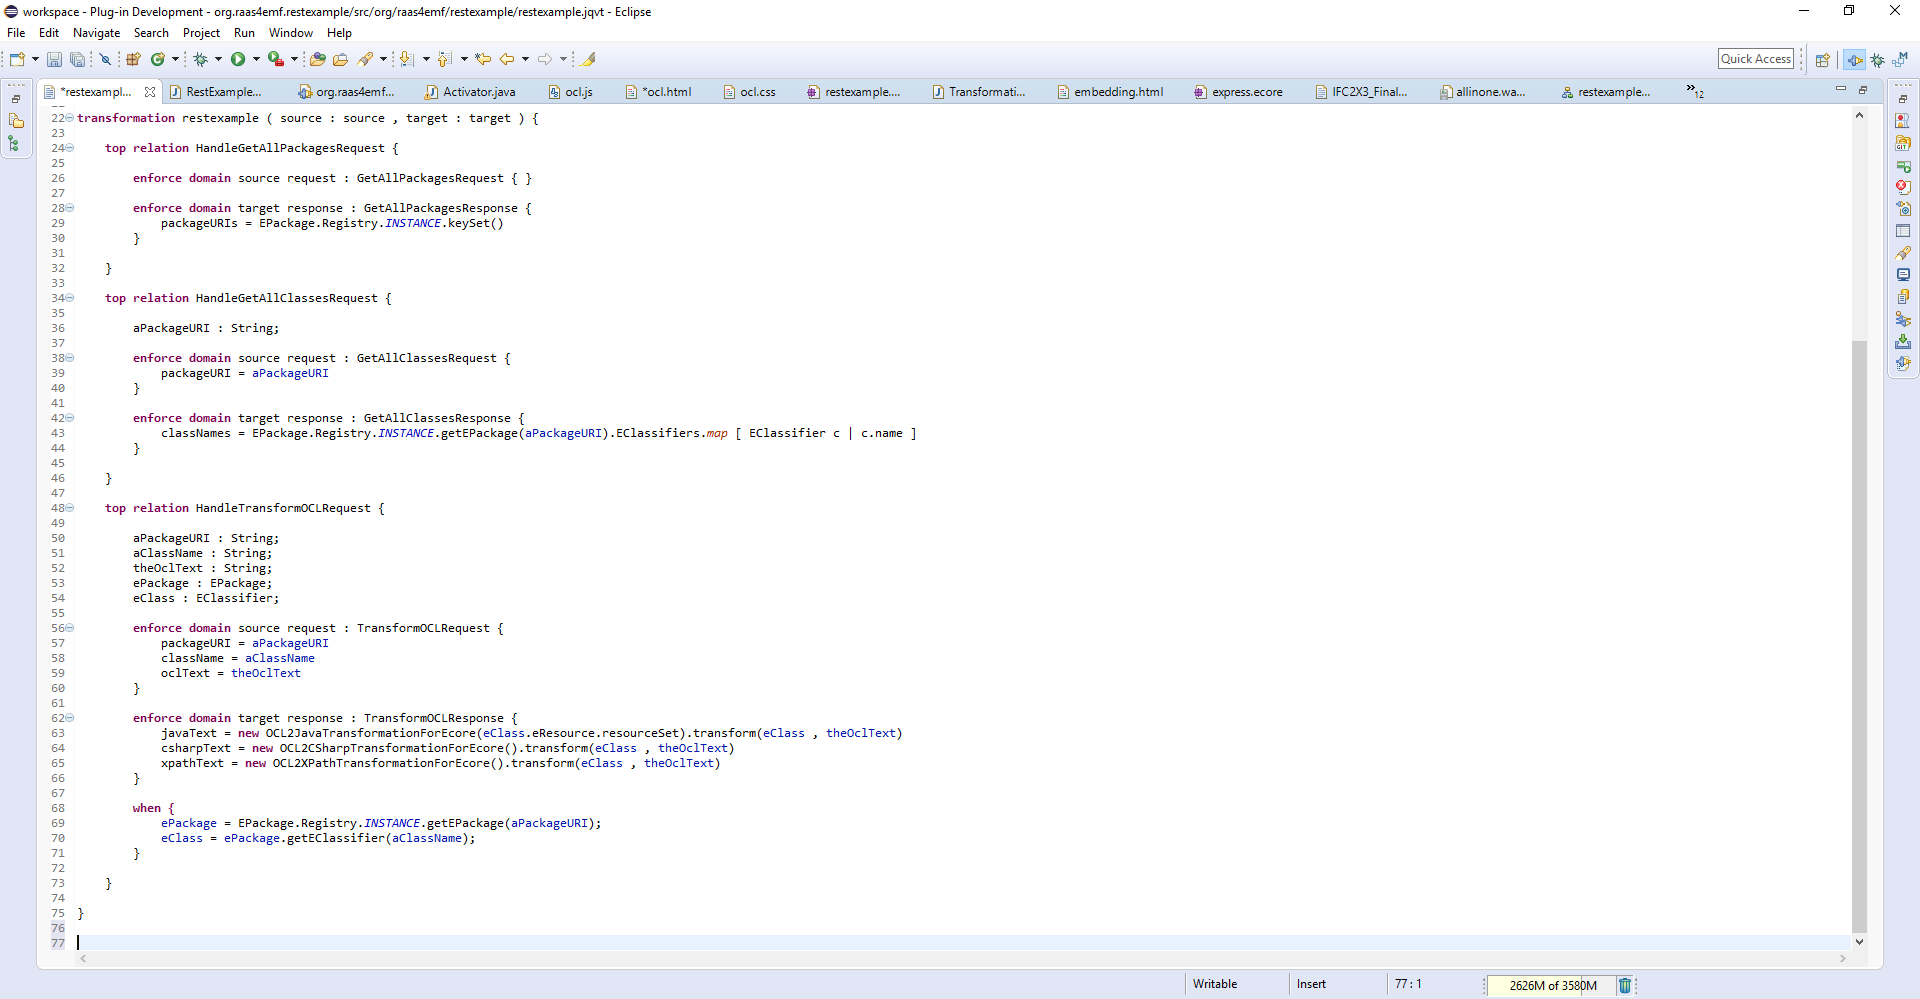 workspace - Plug-in Development - org.raas4emf.restexample/src/org/raas4emf/restexample/restexample.jqvt - Eclipse
File Edit Navigate Search Project Run Window Help
Quick Access
*restexampl... RestExample... org.raas4emf... Activator.java ocl.js *ocl.html ocl.css restexample.... Transformati... embedding.html express.ecore IFC2X3_Final... allinone.wa... restexample... »12
22 transformation restexample ( source : source , target : target ) {
23
24 top relation HandleGetAllPackagesRequest {
25
26 enforce domain source request : GetAllPackagesRequest { }
27
28 enforce domain target response : GetAllPackagesResponse {
29 packageURIs = EPackage.Registry.INSTANCE.keySet()
30 }
31
32 }
33
34 top relation HandleGetAllClassesRequest {
35
36 aPackageURI : String;
37
38 enforce domain source request : GetAllClassesRequest {
39 packageURI = aPackageURI
40 }
41
42 enforce domain target response : GetAllClassesResponse {
43 classNames = EPackage.Registry.INSTANCE.getEPackage(aPackageURI).EClassifiers.map [ EClassifier c | c.name ]
44 }
45
46 }
47
48 top relation HandleTransformOCLRequest {
49
50 aPackageURI : String;
51 aClassName : String;
52 theOclText : String;
53 ePackage : EPackage;
54 eClass : EClassifier;
55
56 enforce domain source request : TransformOCLRequest {
57 packageURI = aPackageURI
58 className = aClassName
59 oclText = theOclText
60 }
61
62 enforce domain target response : TransformOCLResponse {
63 javaText = new OCL2JavaTransformationForEcore(eClass.eResource.resourceSet).transform(eClass , theOclText)
64 csharpText = new OCL2CSharpTransformationForEcore().transform(eClass , theOclText)
65 xpathText = new OCL2XPathTransformationForEcore().transform(eClass , theOclText)
66 }
67
68 when {
69 ePackage = EPackage.Registry.INSTANCE.getEPackage(aPackageURI);
70 eClass = ePackage.getEClassifier(aClassName);
71 }
72
73 }
74
75 }
76
77
Writable Insert 77 : 1 2626M of 3580M